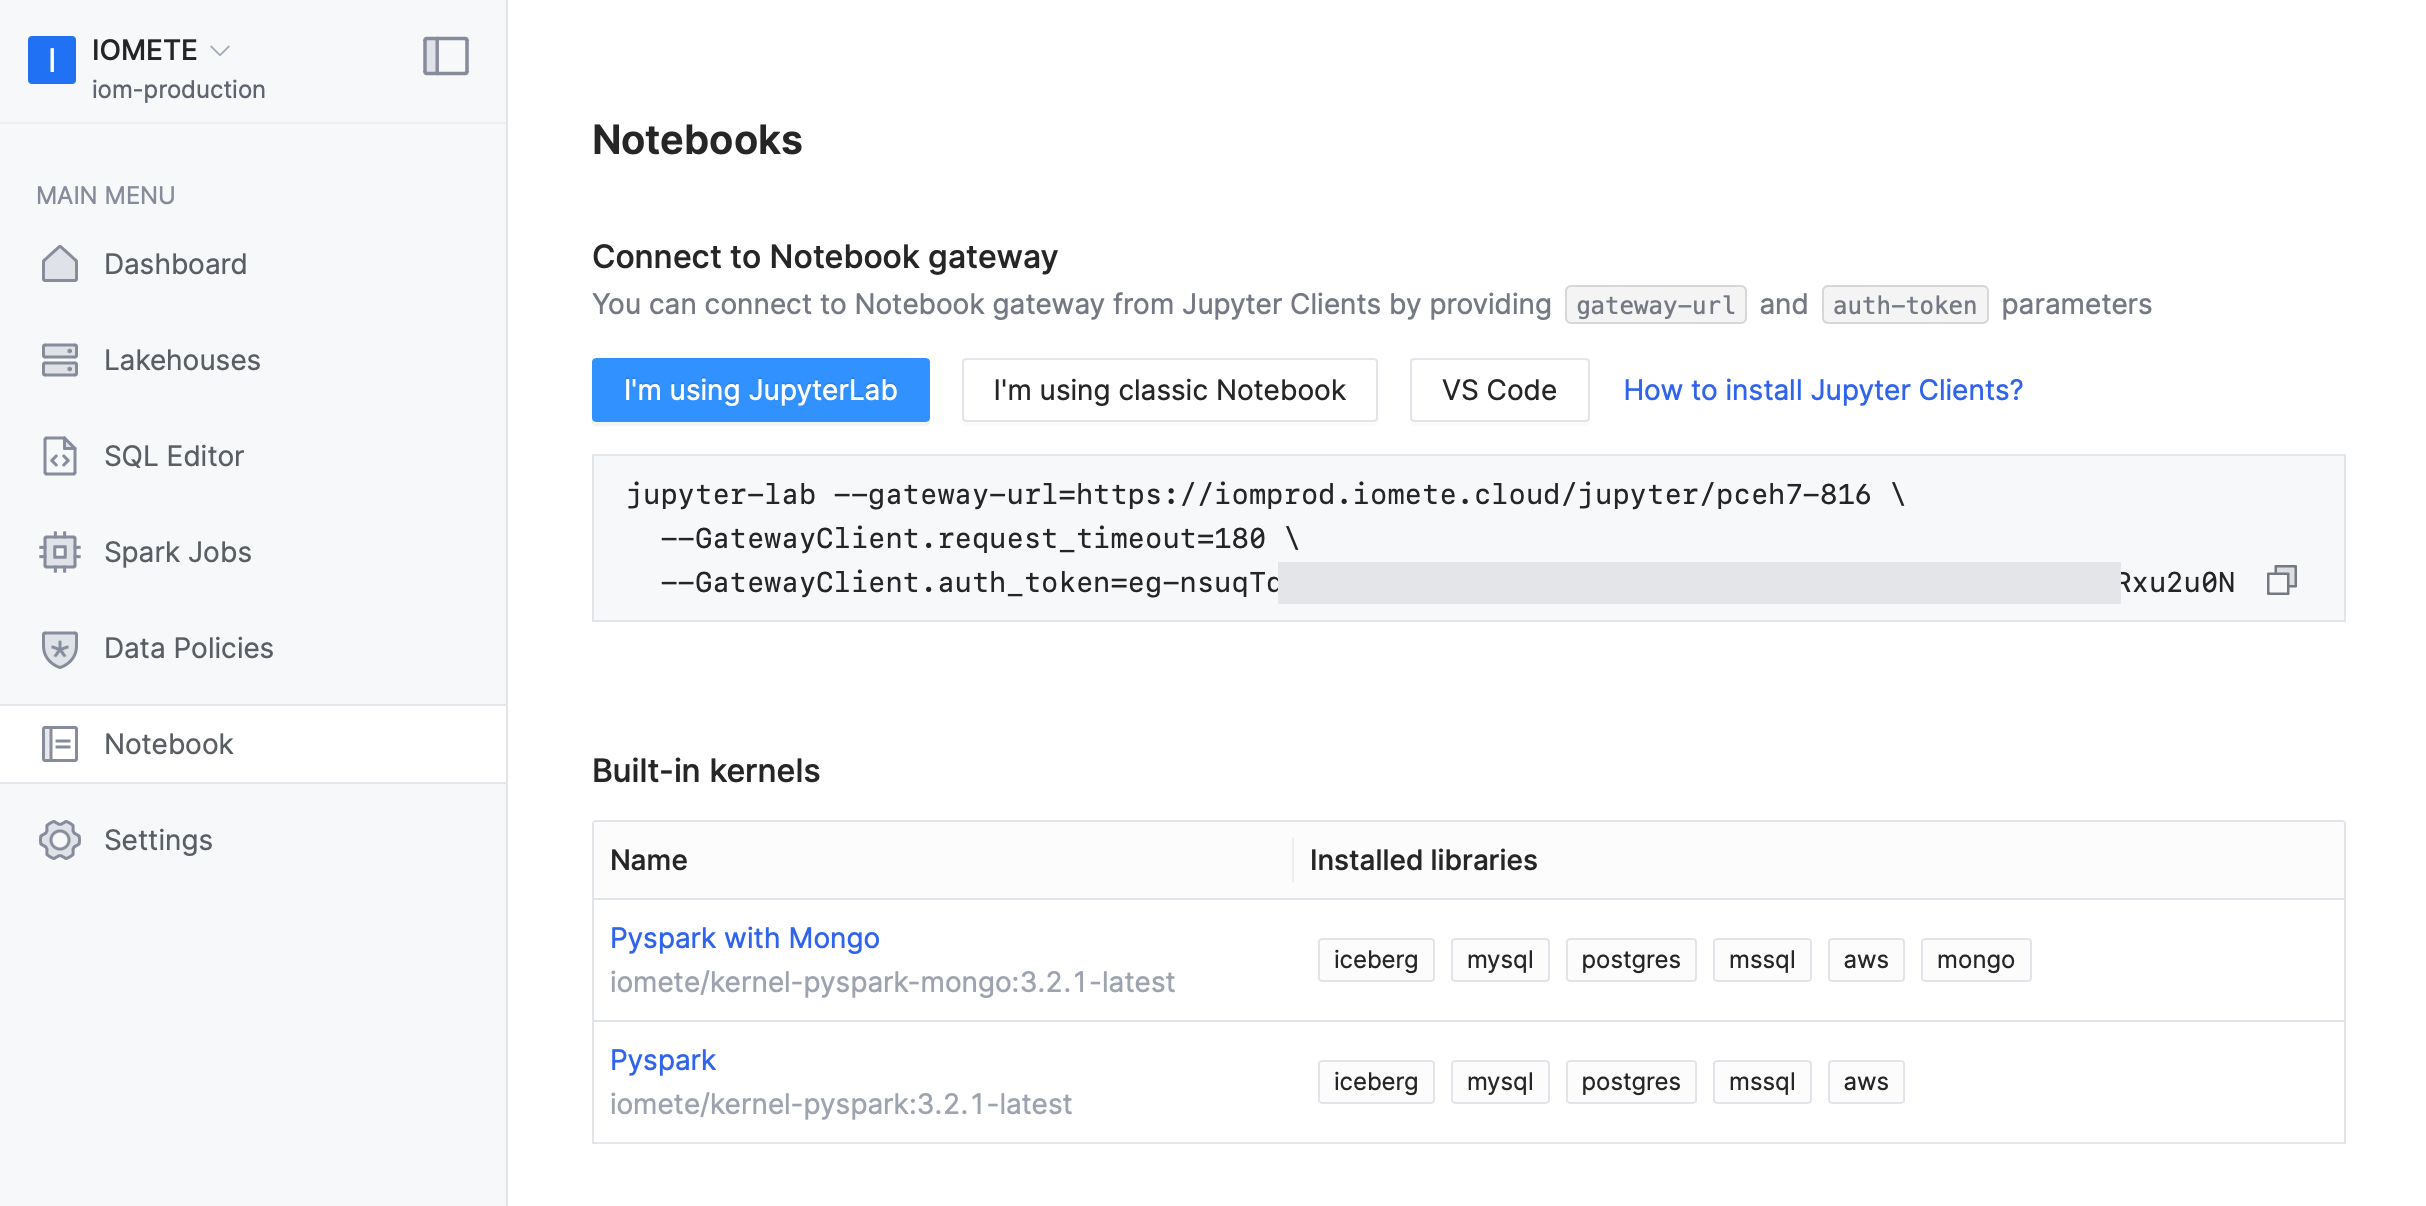 I
IOMETE
iom-production
MAIN MENU
Dashboard
Lakehouses
SQL Editor
Spark Jobs
Data Policies
Notebook
Settings
Notebooks
Connect to Notebook gateway
You can connect to Notebook gateway from Jupyter Clients by providing gateway-url and auth-token parameters
I'm using JupyterLab I'm using classic Notebook VS Code How to install Jupyter Clients?
jupyter-lab --gateway-url=https://iomprod.iomete.cloud/jupyter/pceh7-816 \
--GatewayClient.request_timeout=180 \
--GatewayClient.auth_token=eg-nsuqT Rxu2u0N
Built-in kernels
Name Installed libraries
Pyspark with Mongo
iomete/kernel-pyspark-mongo:3.2.1-latest
iceberg mysql postgres mssql aws mongo
Pyspark
iomete/kernel-pyspark:3.2.1-latest
iceberg mysql postgres mssql aws